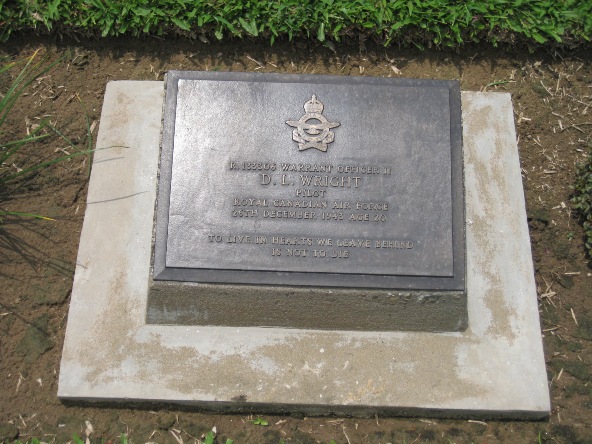 WARRANT OFFICER II
D. L. WRIGHT
PILOT
ROYAL CANADIAN AIR FORCE
DECEMBER 1943 AGE 20
TO LIVE IN HEARTS WE LEAVE BEHIND
IS NOT TO DIE